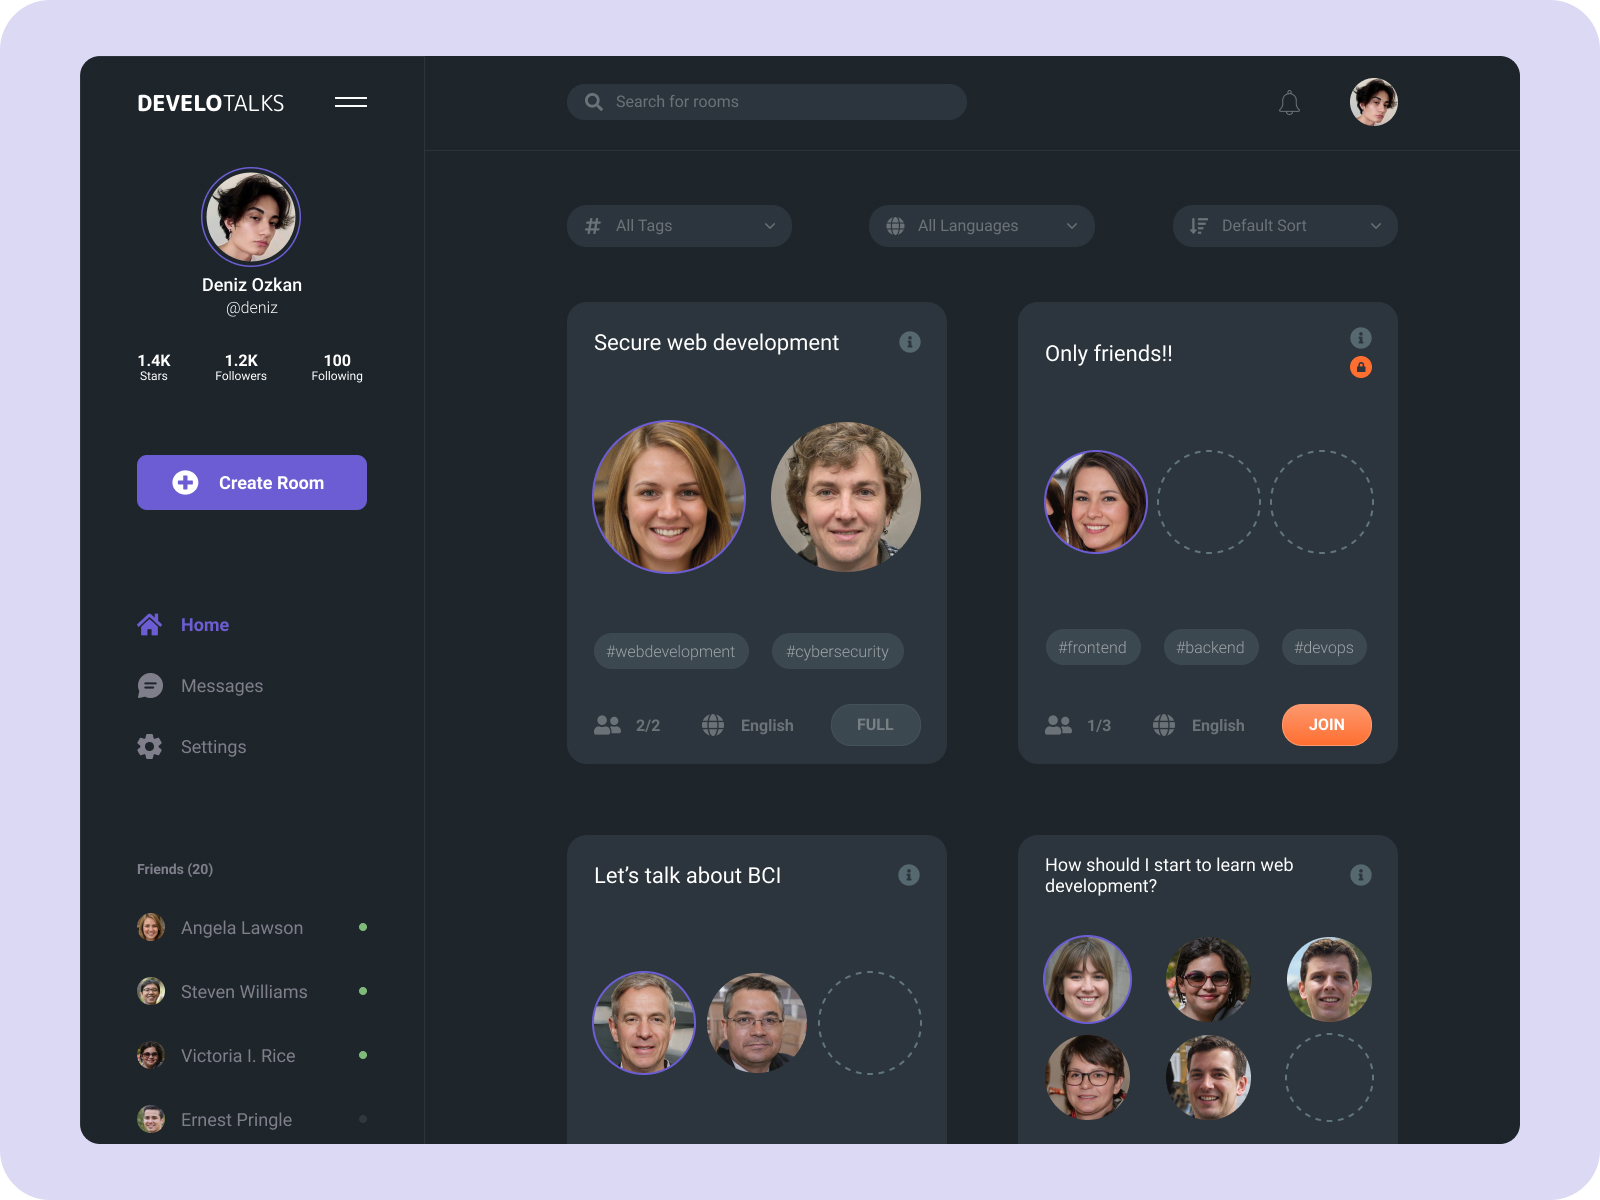 DEVELOTALKS
Search for rooms
Deniz Ozkan
@deniz
1.4K 1.2K 100
Stars Followers Following
Create Room
Home
Messages
Settings
Friends (20)
Angela Lawson
Steven Williams
Victoria I. Rice
Ernest Pringle
# All Tags
All Languages
Default Sort
Secure web development
#webdevelopment #cybersecurity
2/2 English FULL
Only friends!!
#frontend #backend #devops
1/3 English JOIN
Let’s talk about BCI
How should I start to learn web
development?